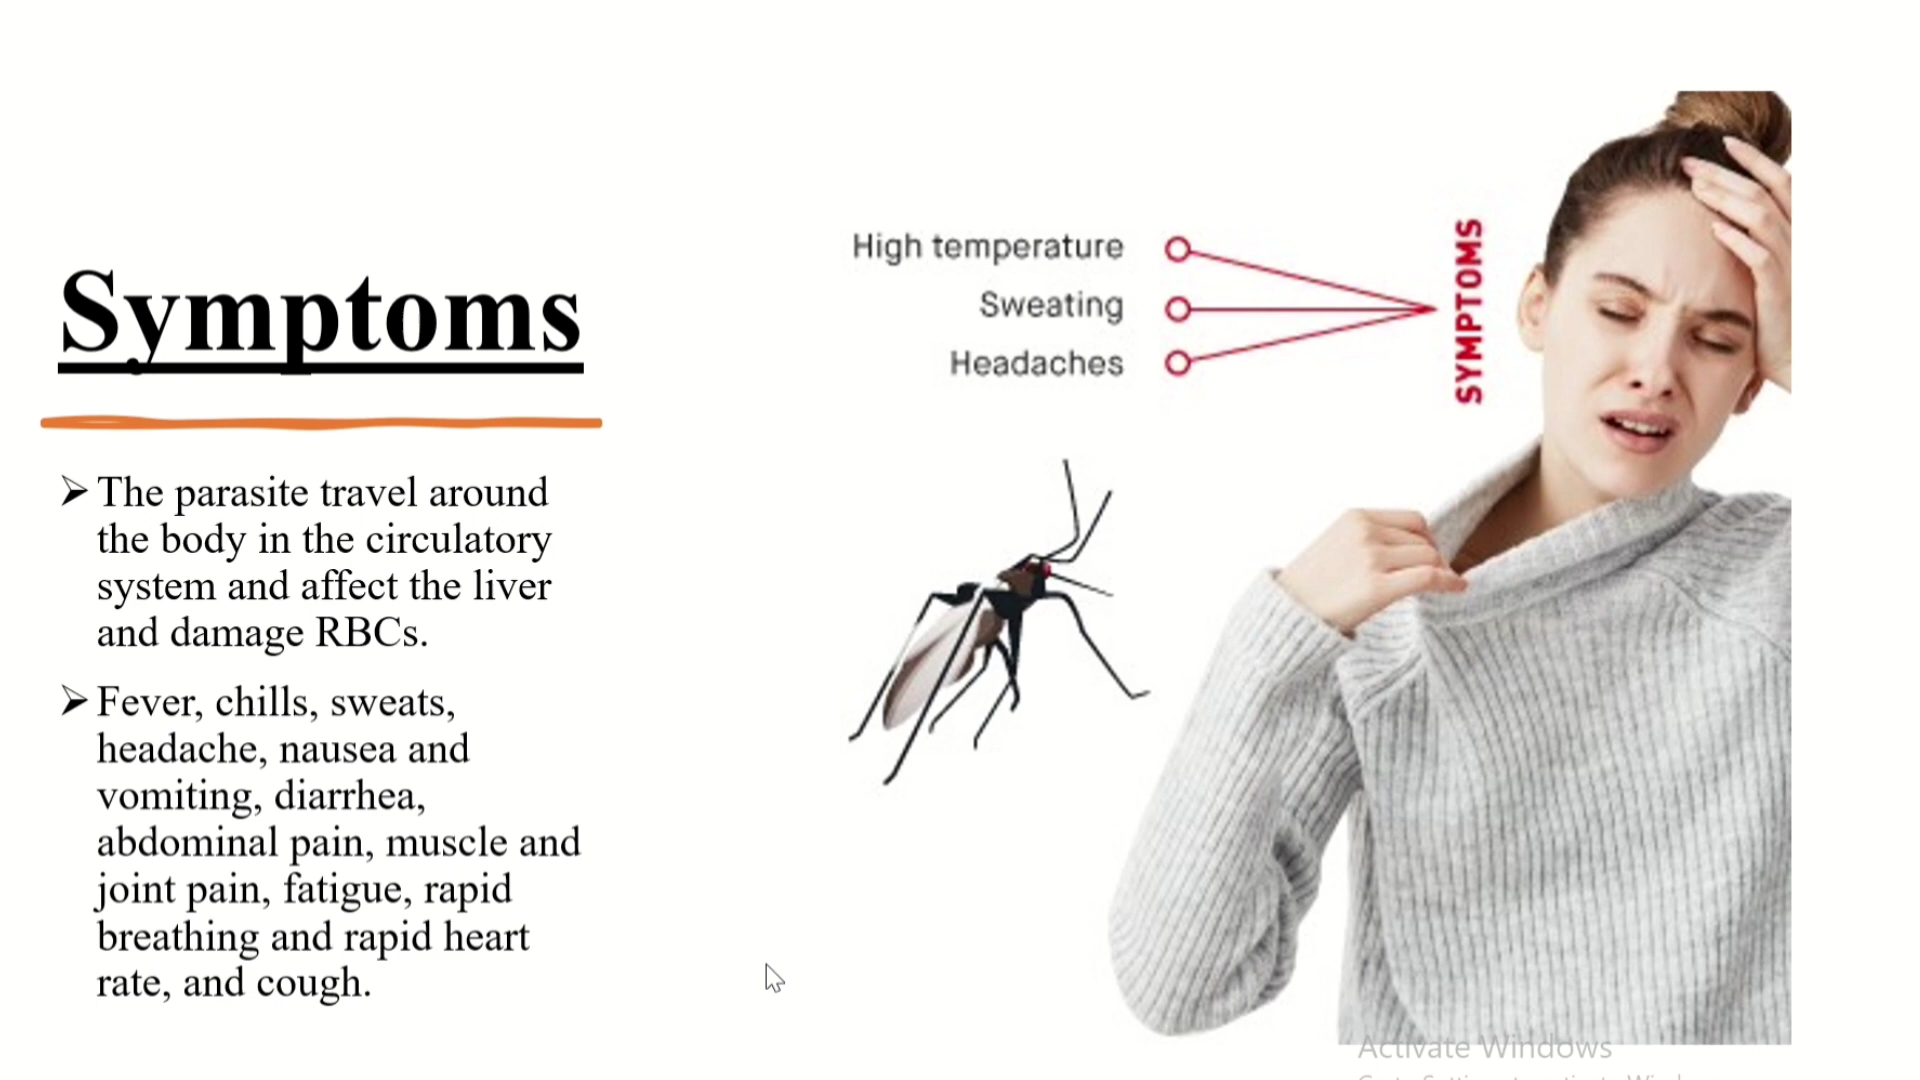 Symptoms
➢ The parasite travel around
the body in the circulatory
system and affect the liver
and damage RBCs.
➢ Fever, chills, sweats,
headache, nausea and
vomiting, diarrhea,
abdominal pain, muscle and
joint pain, fatigue, rapid
breathing and rapid heart
rate, and cough.
High temperature
Sweating
Headaches
SYMPTOMS
Activate Windows